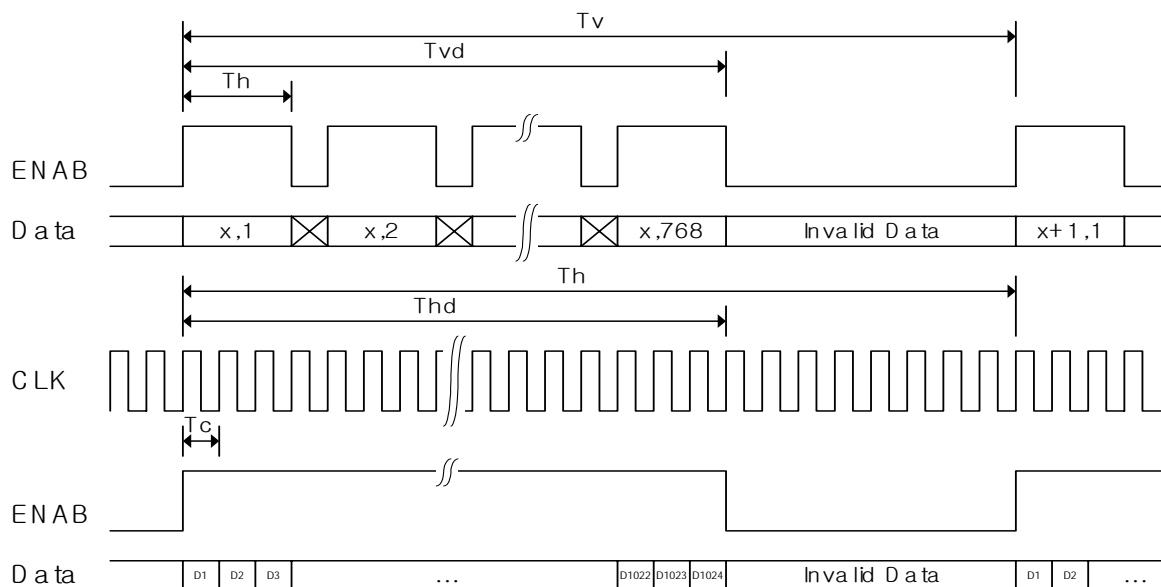 Tv
Tvd
Th
ENAB
Data x,1 x,2 x,768 Invalid Data x+1,1
Th
Thd
CLK
Tc
ENAB
Data D1 D2 D3 ... D1022 D1023 D1024 Invalid Data D1 D2 ...